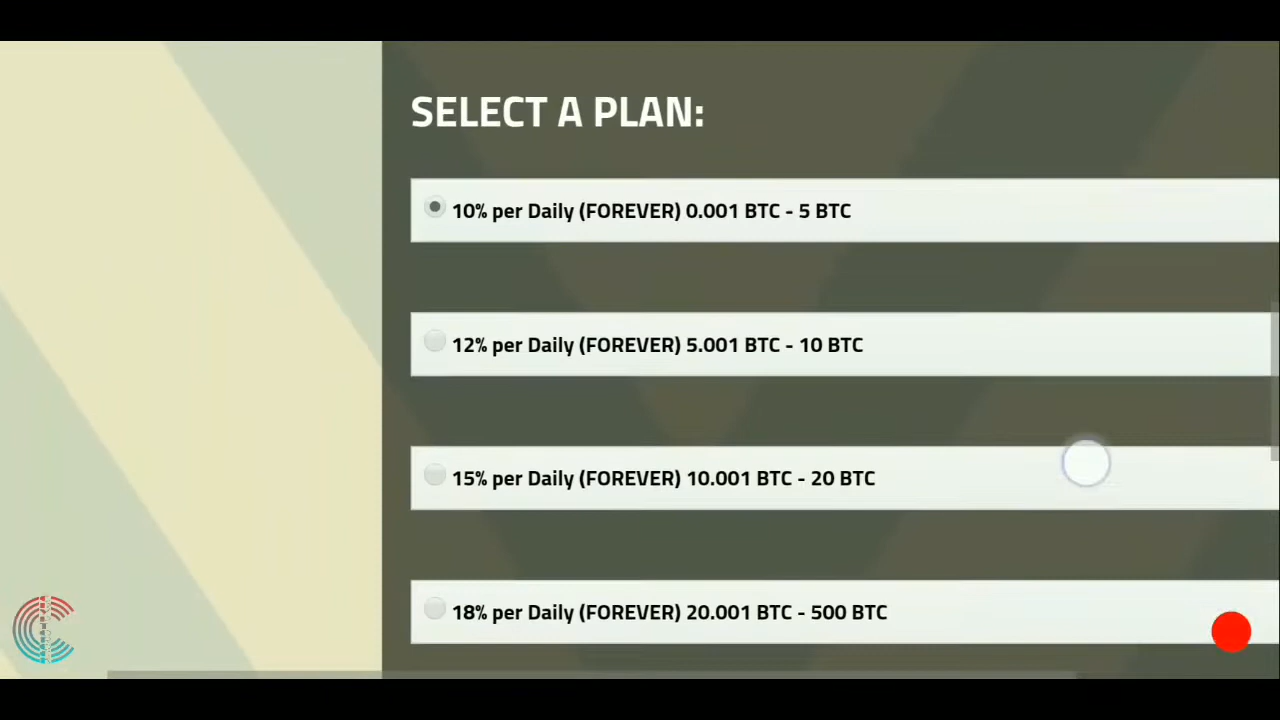 SELECT A PLAN:
10% per Daily (FOREVER) 0.001 BTC - 5 BTC
12% per Daily (FOREVER) 5.001 BTC - 10 BTC
15% per Daily (FOREVER) 10.001 BTC - 20 BTC
18% per Daily (FOREVER) 20.001 BTC - 500 BTC